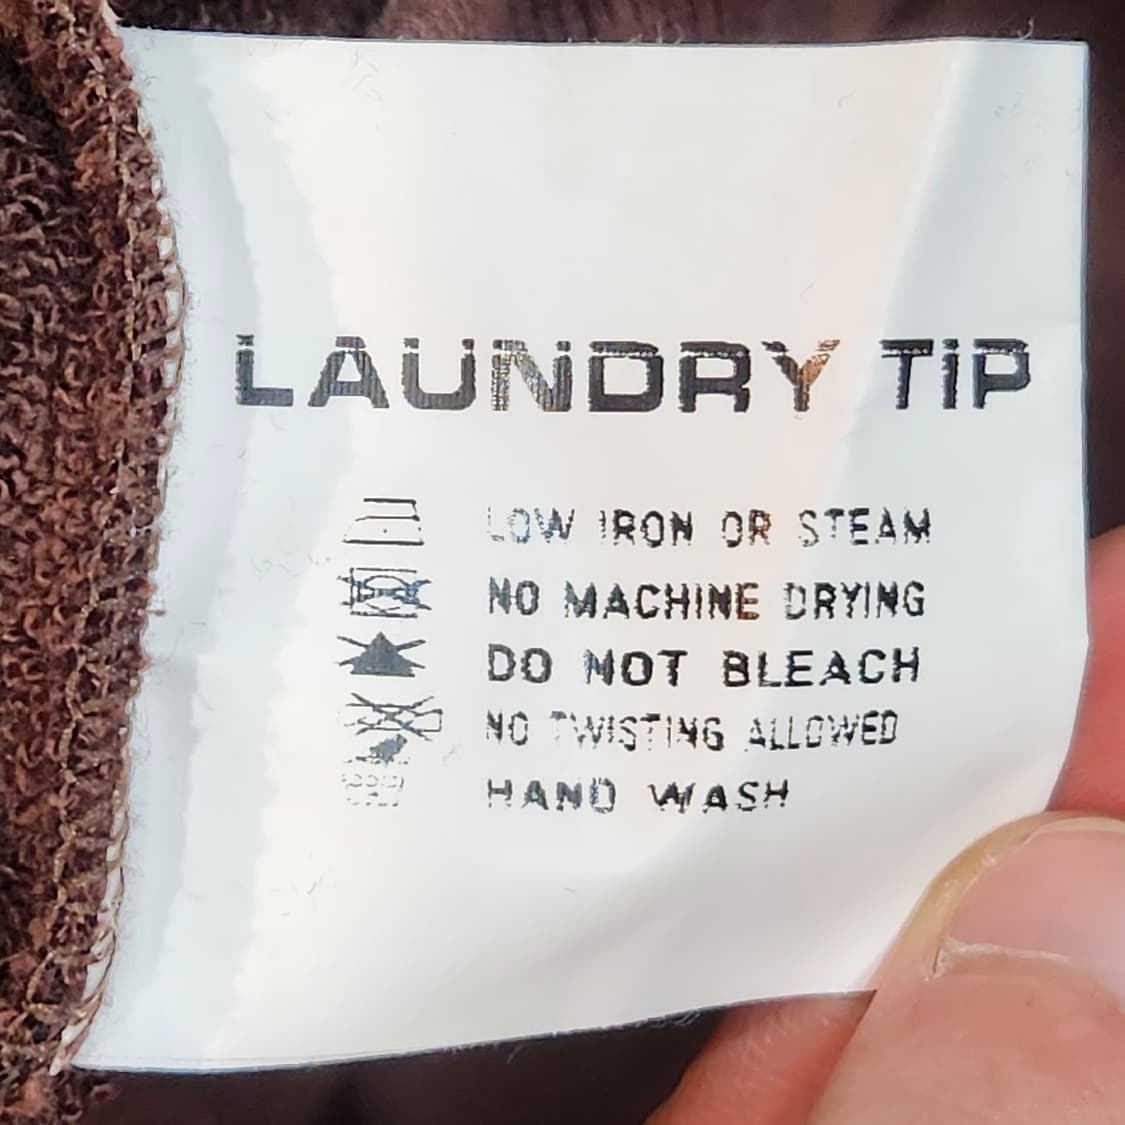 LAUNDRY TIP
LOW IRON OR STEAM
NO MACHINE DRYING
DO NOT BLEACH
NO TWISTING ALLOWED
HAND WASH